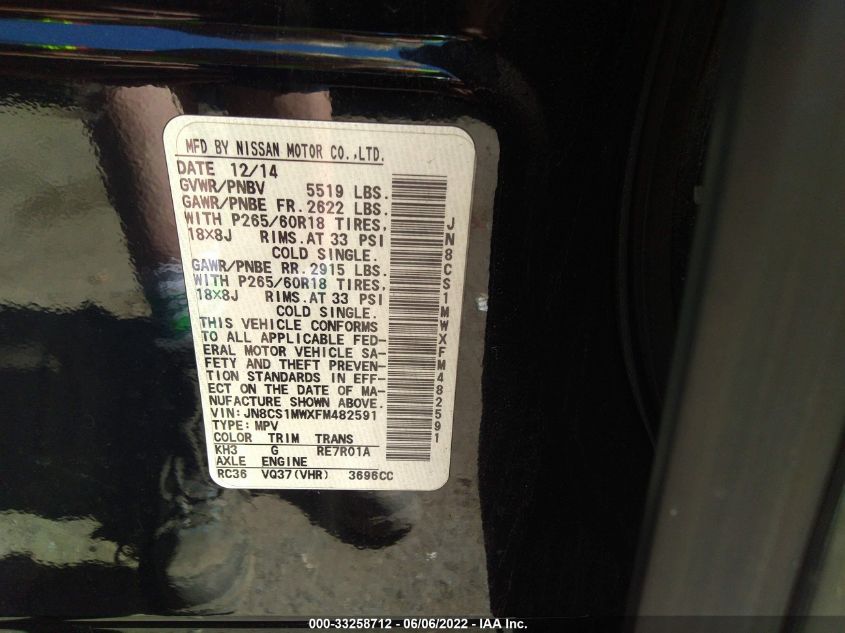 MFD BY NISSAN MOTOR CO.,LTD.
DATE 12/14
GVWR/PNBV 5519 LBS.
GAWR/PNBE FR. 2622 LBS.
WITH P265/60R18 TIRES,
18X8J RIMS.AT 33 PSI
COLD SINGLE.
GAWR/PNBE RR. 2915 LBS.
WITH P265/60R18 TIRES,
18X8J RIMS.AT 33 PSI
COLD SINGLE.
THIS VEHICLE CONFORMS
TO ALL APPLICABLE FED-
ERAL MOTOR VEHICLE SA-
FETY AND THEFT PREVEN-
TION STANDARDS IN EFF-
ECT ON THE DATE OF MA-
NUFACTURE SHOWN ABOVE.
VIN:JN8CS1MWXFM482591
TYPE:MPV
COLOR TRIM TRANS
KH3 G RE7R01A
AXLE ENGINE
RC36 VQ37(VHR) 3696CC
JN8CS1MWXFM482591
000-33258712 - 06/06/2022 - IAA Inc.